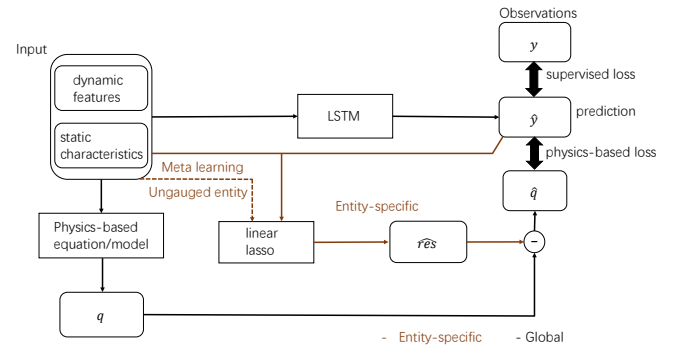 Observations
Input
y
dynamic
features
supervised loss
LSTM
ŷ
prediction
static
characteristics
physics-based loss
Meta learning
Ungauged entity
q̂
Entity-specific
Physics-based
equation/model
linear
lasso
r͡es
-
q
- Entity-specific - Global